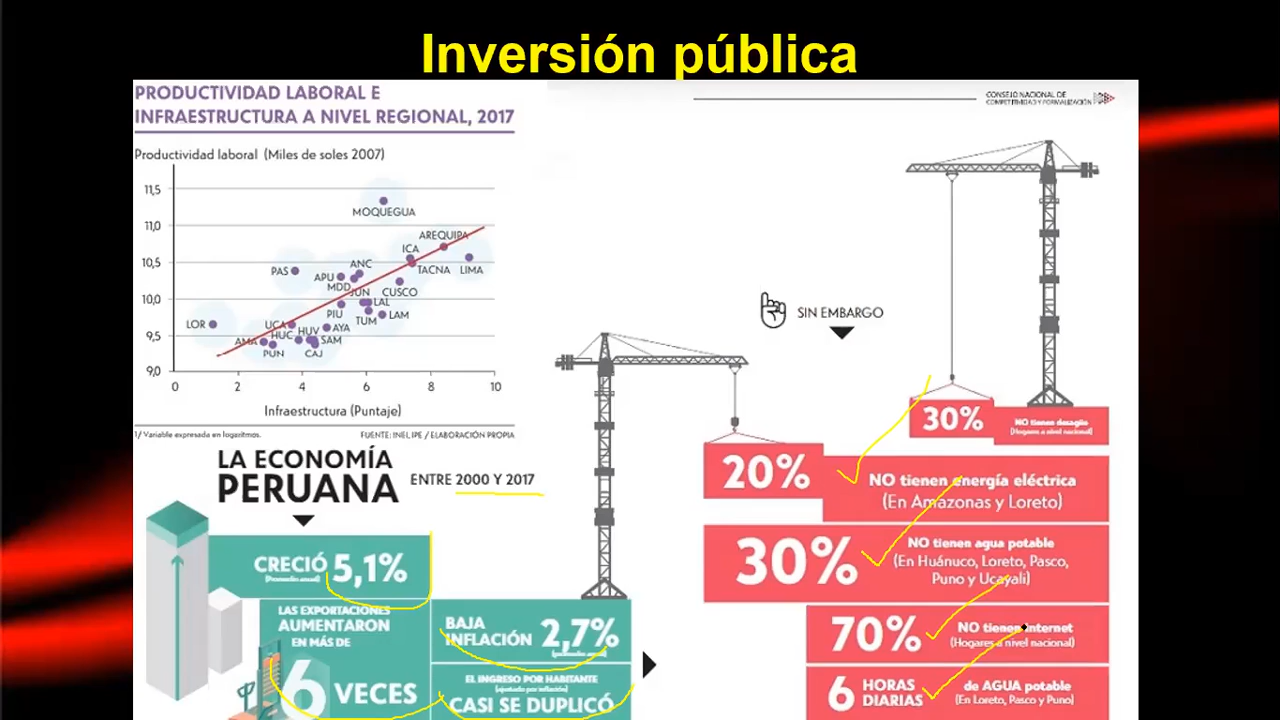 Inversión pública
PRODUCTIVIDAD LABORAL E
INFRAESTRUCTURA A NIVEL REGIONAL, 2017
Productividad laboral (Miles de soles 2007)
11,5
11,0
10,5
10,0
9,5
9,0
0 2 4 6 8 10
MOQUEGUA
AREQUIPA
ICA
TACNA
LIMA
PAS
ANC
APU
MDD
JUN
CUSCO
LAL
LOR
PIU
TUM
LAM
UCA
HUC
HUV
AYA
AMA
SAM
PUN
CAJ
Infraestructura (Puntaje)
1/ Variable expresada en logaritmos.
FUENTE: INEI, IPE / ELABORACIÓN PROPIA
LA ECONOMÍA
PERUANA
ENTRE 2000 Y 2017
CRECIÓ 5,1%
(Promedio anual)
LAS EXPORTACIONES
AUMENTARON
EN MÁS DE
6 VECES
BAJA
INFLACIÓN 2,7%
(promedio anual)
EL INGRESO POR HABITANTE
(ajustado por inflación)
CASI SE DUPLICÓ
CONSEJO NACIONAL DE
COMPETITIVIDAD Y FORMALIZACIÓN
SIN EMBARGO
30%
NO tienen desagüe
(Hogares a nivel nacional)
20%
NO tienen energía eléctrica
(En Amazonas y Loreto)
30%
NO tienen agua potable
(En Huánuco, Loreto, Pasco,
Puno y Ucayali)
70%
NO tienen internet
(Hogares a nivel nacional)
6 HORAS
DIARIAS
de AGUA potable
(En Loreto, Pasco y Puno)